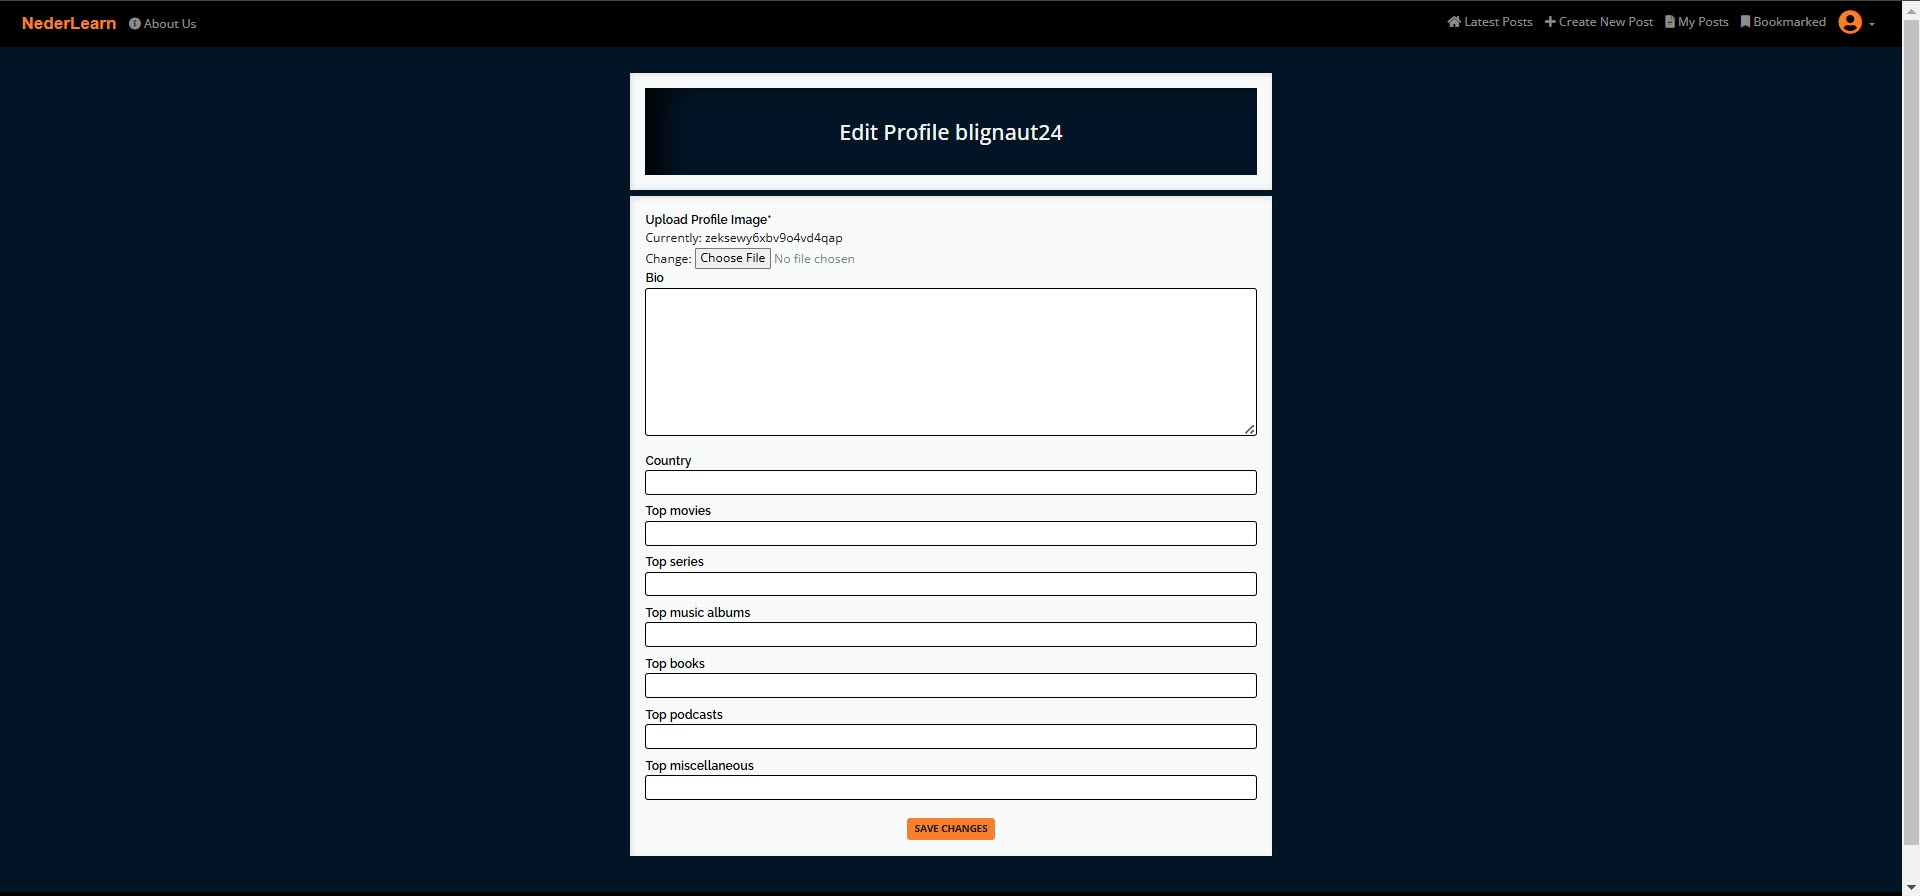 NederLearn About Us Latest Posts Create New Post My Posts Bookmarked
Edit Profile blignaut24
Upload Profile Image*
Currently: zeksewy6xbv9o4vd4qap
Change: Choose File No file chosen
Bio
Country
Top movies
Top series
Top music albums
Top books
Top podcasts
Top miscellaneous
SAVE CHANGES